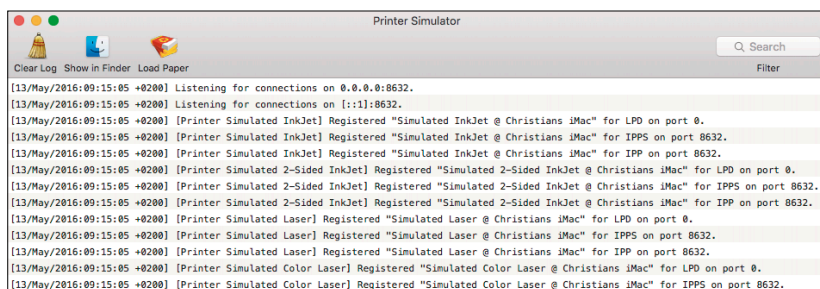 Printer Simulator
Search
Clear Log Show in Finder Load Paper Filter
[13/May/2016:09:15:05 +0200] Listening for connections on 0.0.0.0:8632.
[13/May/2016:09:15:05 +0200] Listening for connections on [::1]:8632.
[13/May/2016:09:15:05 +0200] [Printer Simulated InkJet] Registered "Simulated InkJet @ Christians iMac" for LPD on port 0.
[13/May/2016:09:15:05 +0200] [Printer Simulated InkJet] Registered "Simulated InkJet @ Christians iMac" for IPPS on port 8632.
[13/May/2016:09:15:05 +0200] [Printer Simulated InkJet] Registered "Simulated InkJet @ Christians iMac" for IPP on port 8632.
[13/May/2016:09:15:05 +0200] [Printer Simulated 2-Sided InkJet] Registered "Simulated 2-Sided InkJet @ Christians iMac" for LPD on port 0.
[13/May/2016:09:15:05 +0200] [Printer Simulated 2-Sided InkJet] Registered "Simulated 2-Sided InkJet @ Christians iMac" for IPPS on port 8632.
[13/May/2016:09:15:05 +0200] [Printer Simulated 2-Sided InkJet] Registered "Simulated 2-Sided InkJet @ Christians iMac" for IPP on port 8632.
[13/May/2016:09:15:05 +0200] [Printer Simulated Laser] Registered "Simulated Laser @ Christians iMac" for LPD on port 0.
[13/May/2016:09:15:05 +0200] [Printer Simulated Laser] Registered "Simulated Laser @ Christians iMac" for IPPS on port 8632.
[13/May/2016:09:15:05 +0200] [Printer Simulated Laser] Registered "Simulated Laser @ Christians iMac" for IPP on port 8632.
[13/May/2016:09:15:05 +0200] [Printer Simulated Color Laser] Registered "Simulated Color Laser @ Christians iMac" for LPD on port 0.
[13/May/2016:09:15:05 +0200] [Printer Simulated Color Laser] Registered "Simulated Color Laser @ Christians iMac" for IPPS on port 8632.